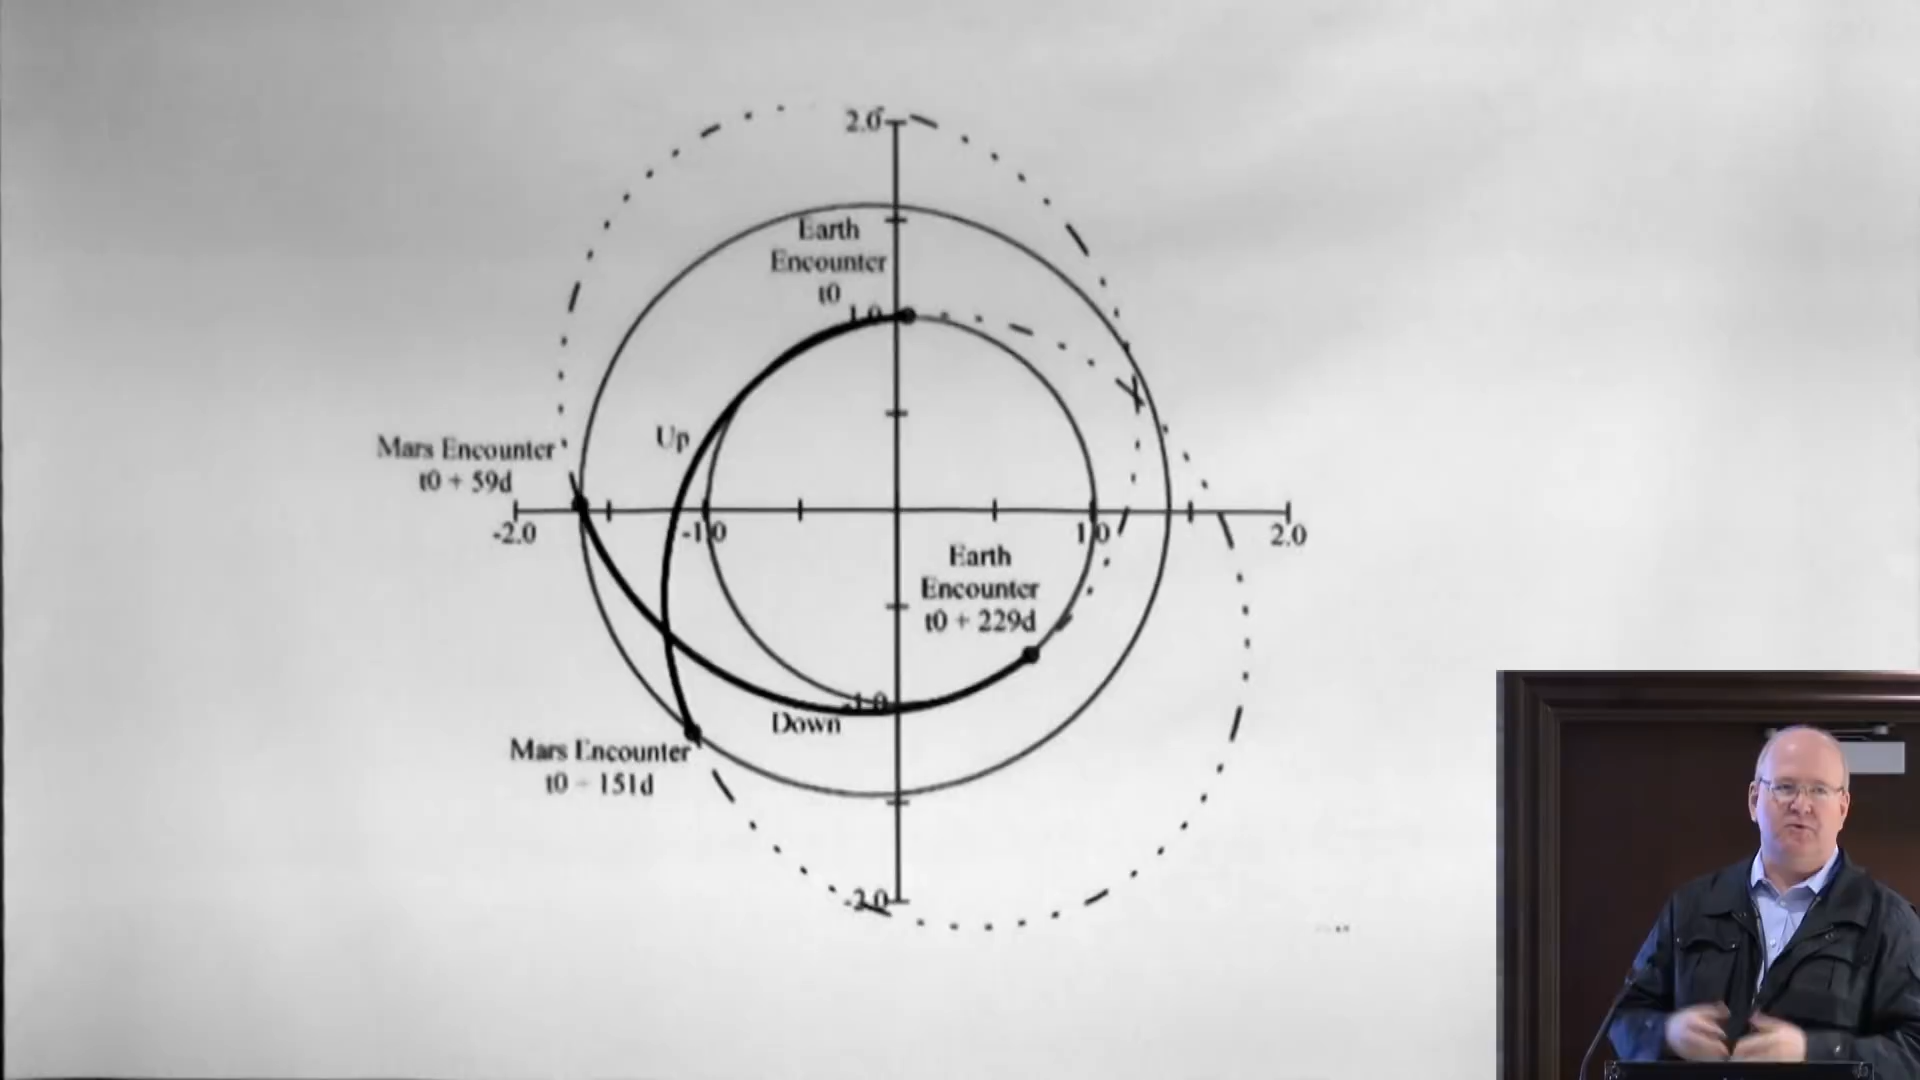 2.0
Earth
Encounter
t0
1.0
Up
Mars Encounter
t0 + 59d
-2.0
-1.0
1.0
2.0
Earth
Encounter
t0 + 229d
-1.0
Down
Mars Encounter
t0 - 151d
-2.0